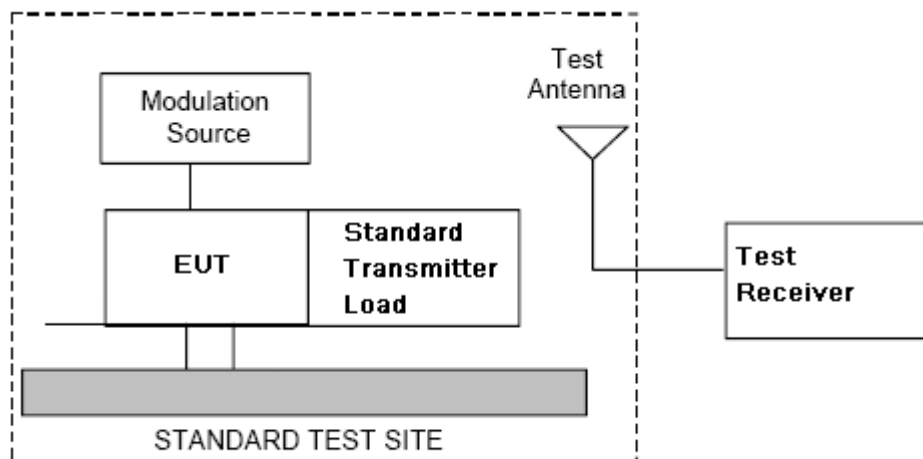 Modulation
Source
Test
Antenna
EUT
Standard
Transmitter
Load
Test
Receiver
STANDARD TEST SITE